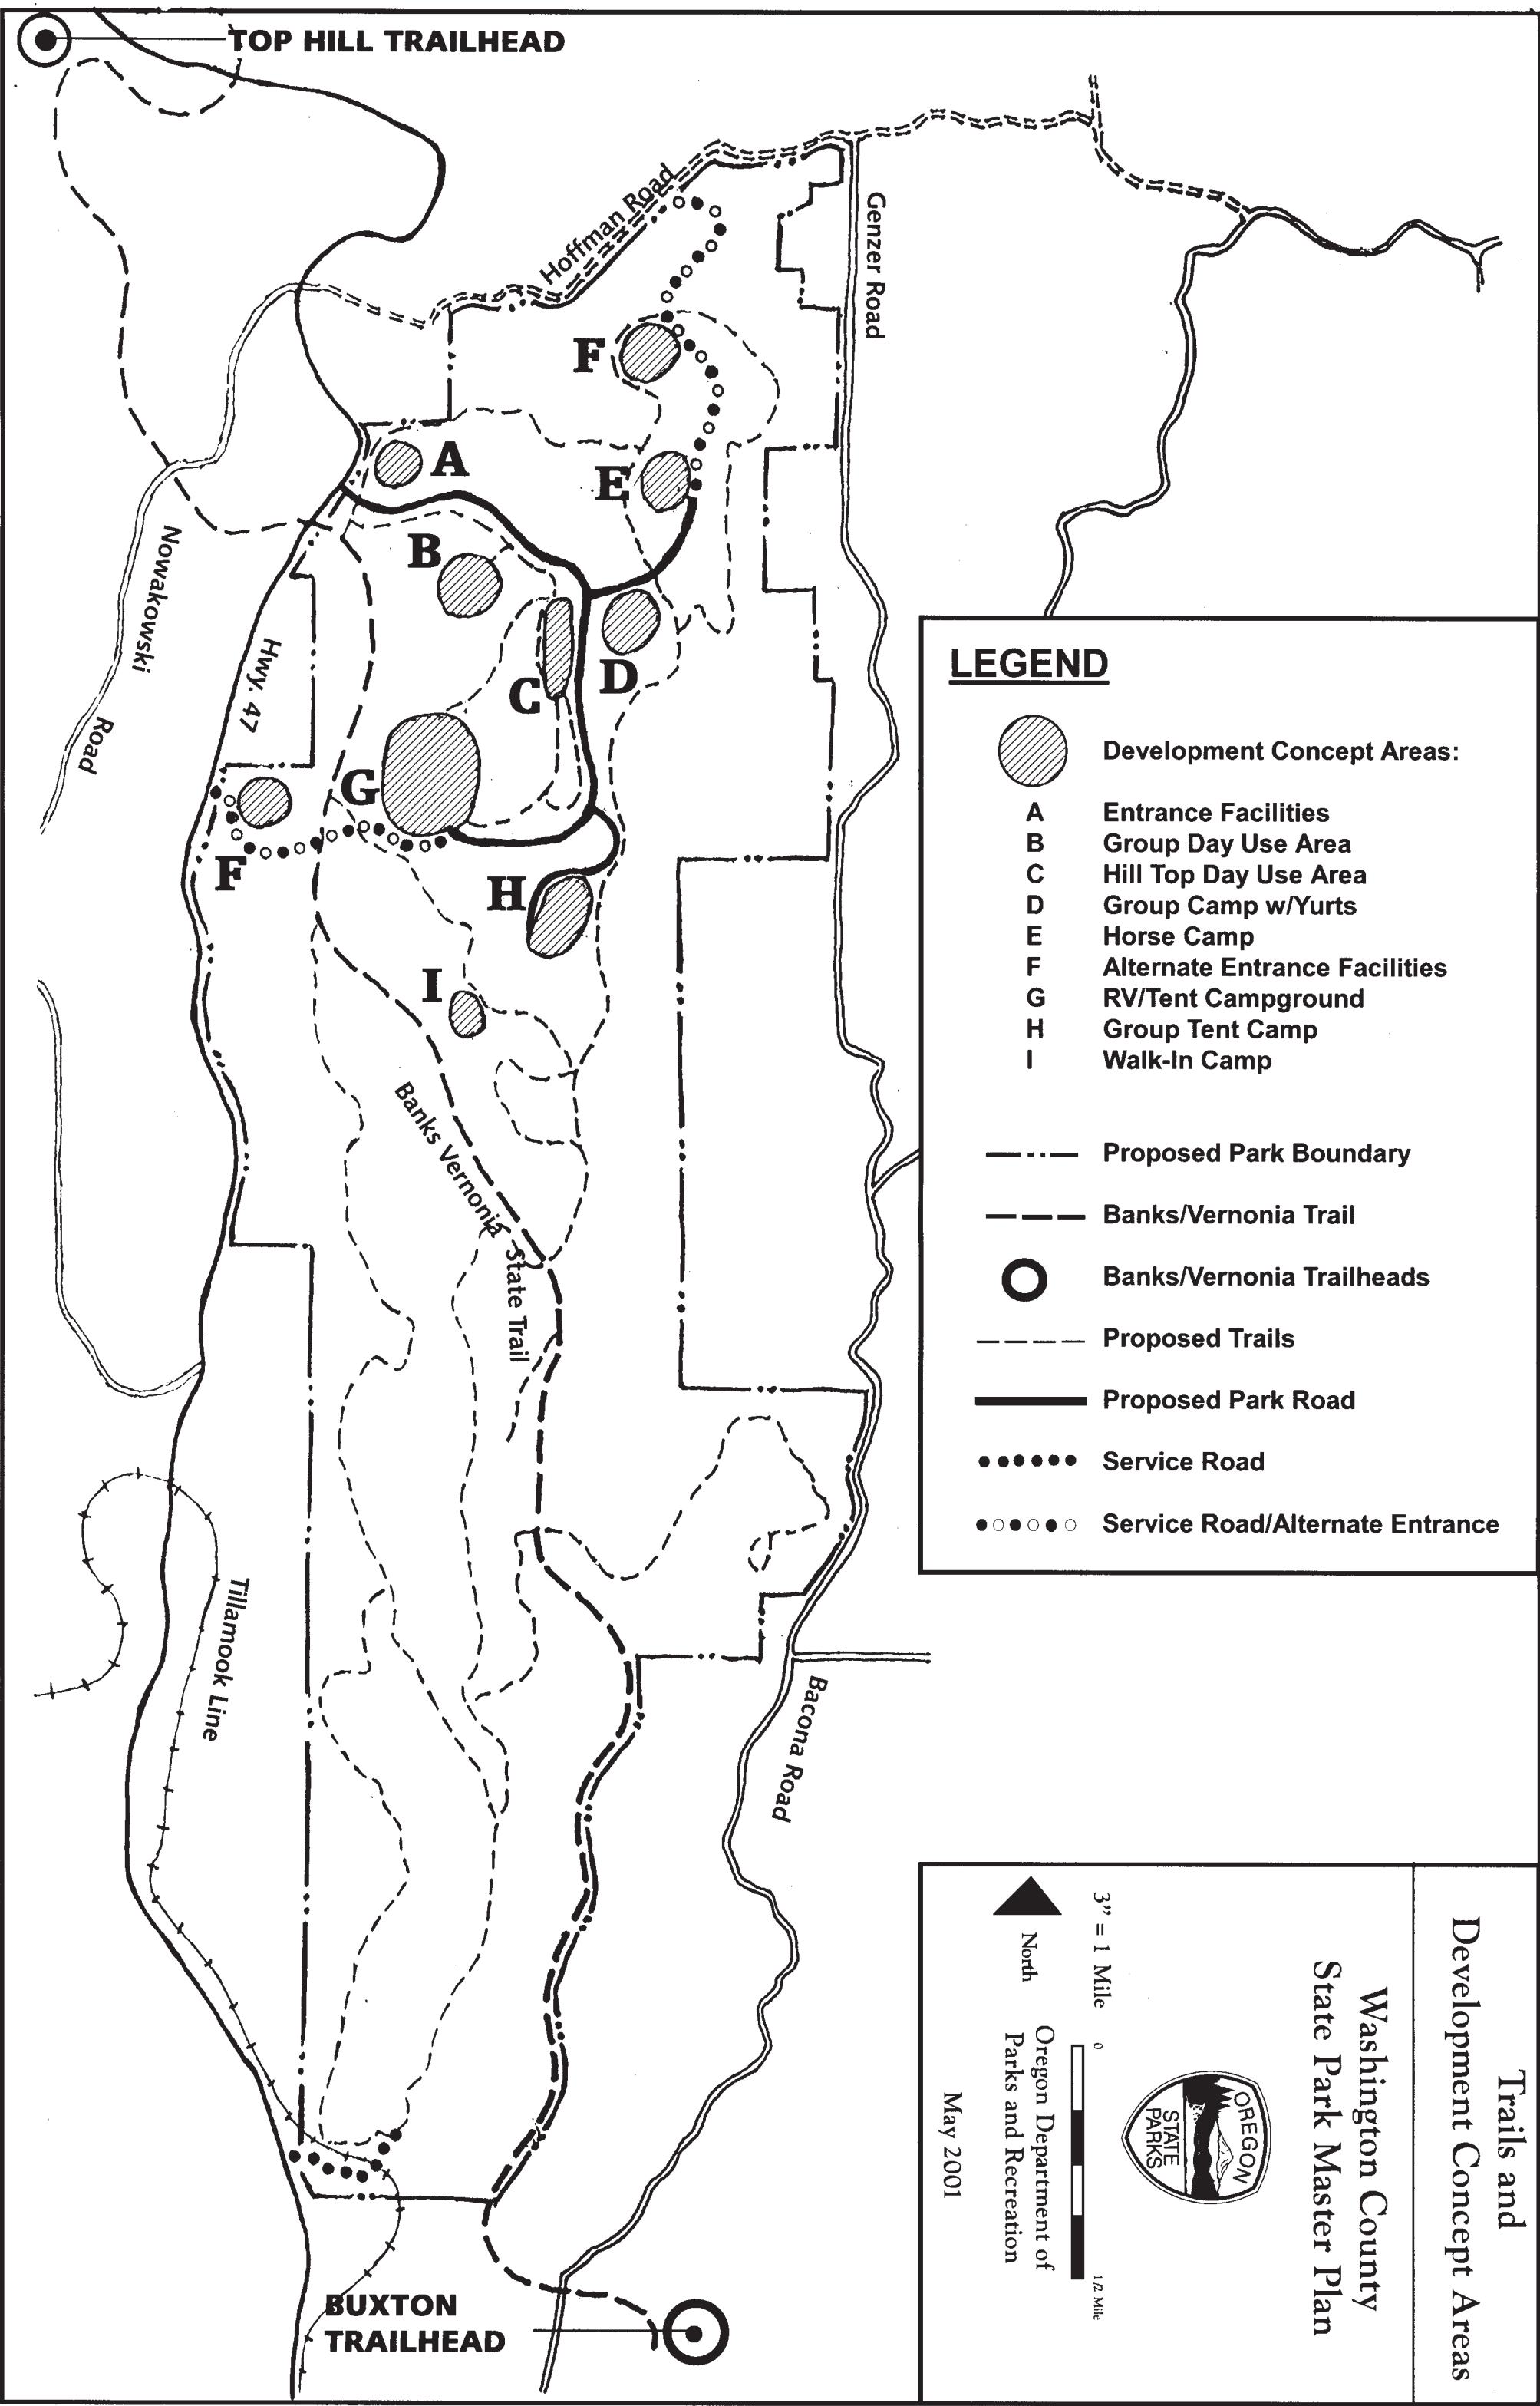 TOP HILL TRAILHEAD
Hoffman Road
Genzer Road
F
A
E
B
D
C
G
F
H
I
Nowakowski
Road
Hwy. 47
Banks Vernonia
State Trail
Tillamook Line
Bacona Road
BUXTON
TRAILHEAD
LEGEND
Development Concept Areas:
A Entrance Facilities
B Group Day Use Area
C Hill Top Day Use Area
D Group Camp w/Yurts
E Horse Camp
F Alternate Entrance Facilities
G RV/Tent Campground
H Group Tent Camp
I Walk-In Camp
Proposed Park Boundary
Banks/Vernonia Trail
Banks/Vernonia Trailheads
Proposed Trails
Proposed Park Road
Service Road
Service Road/Alternate Entrance
Trails and
Development Concept Areas
Washington County
State Park Master Plan
OREGON
STATE
PARKS
3" = 1 Mile
0
1/2 Mile
North
Oregon Department of
Parks and Recreation
May 2001